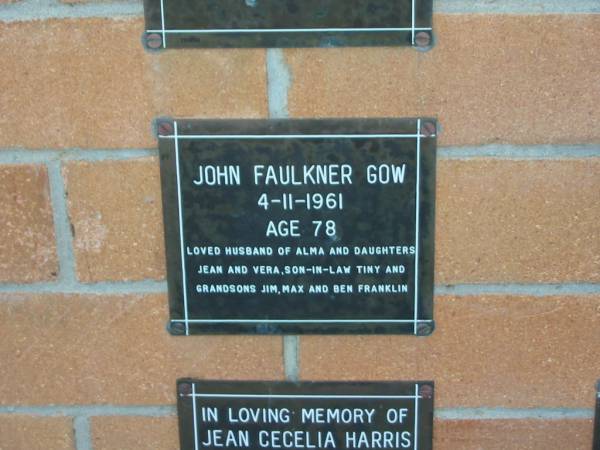 JOHN FAULKNER GOW
4-11-1961
AGE 78
LOVED HUSBAND OF ALMA AND DAUGHTERS
JEAN AND VERA, SON-IN-LAW TINY AND
GRANDSONS JIM, MAX AND BEN FRANKLIN
IN LOVING MEMORY OF
JEAN CECELIA HARRIS